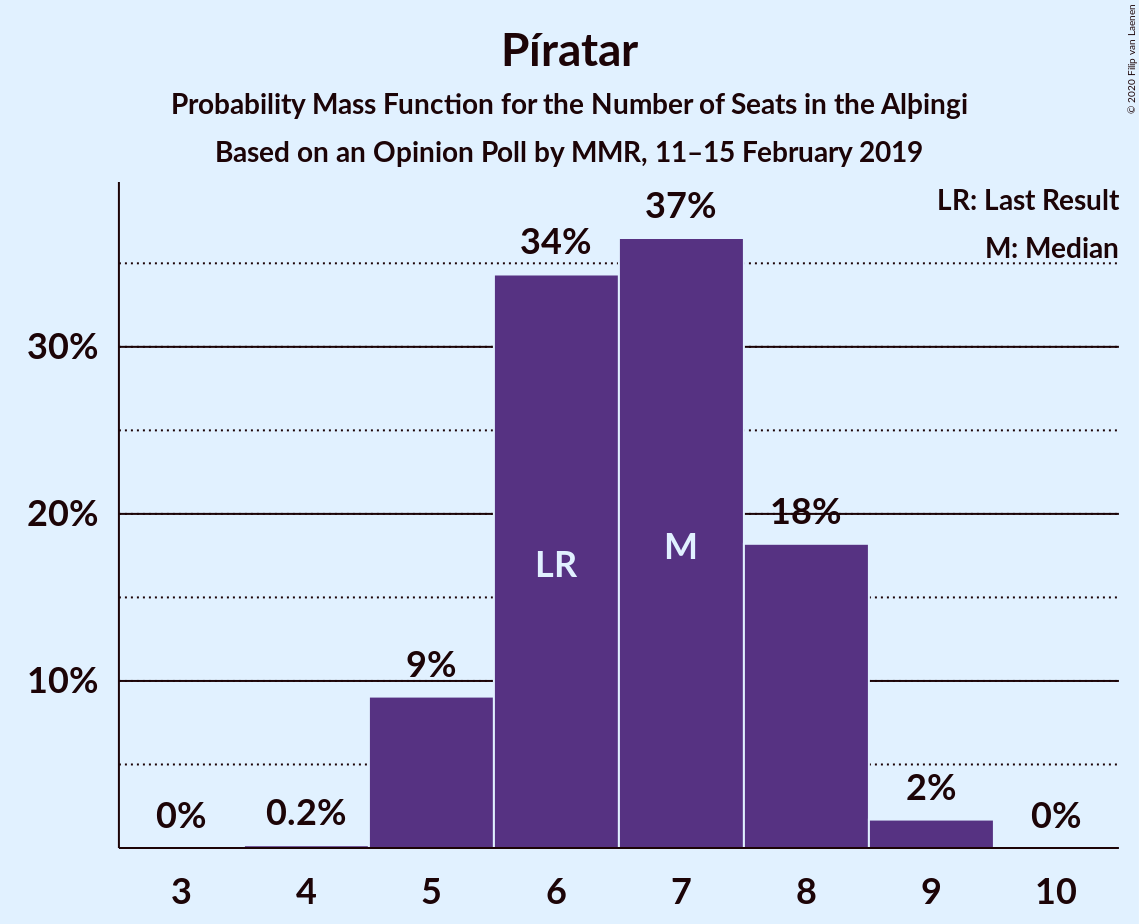 Píratar
Probability Mass Function for the Number of Seats in the Alþingi
Based on an Opinion Poll by MMR, 11–15 February 2019
© 2020 Filip van Laenen
LR: Last Result
M: Median
37%
34%
30%
20%
18%
M
LR
10%
9%
2%
0%
0.2%
0%
3 4 5 6 7 8 9 10